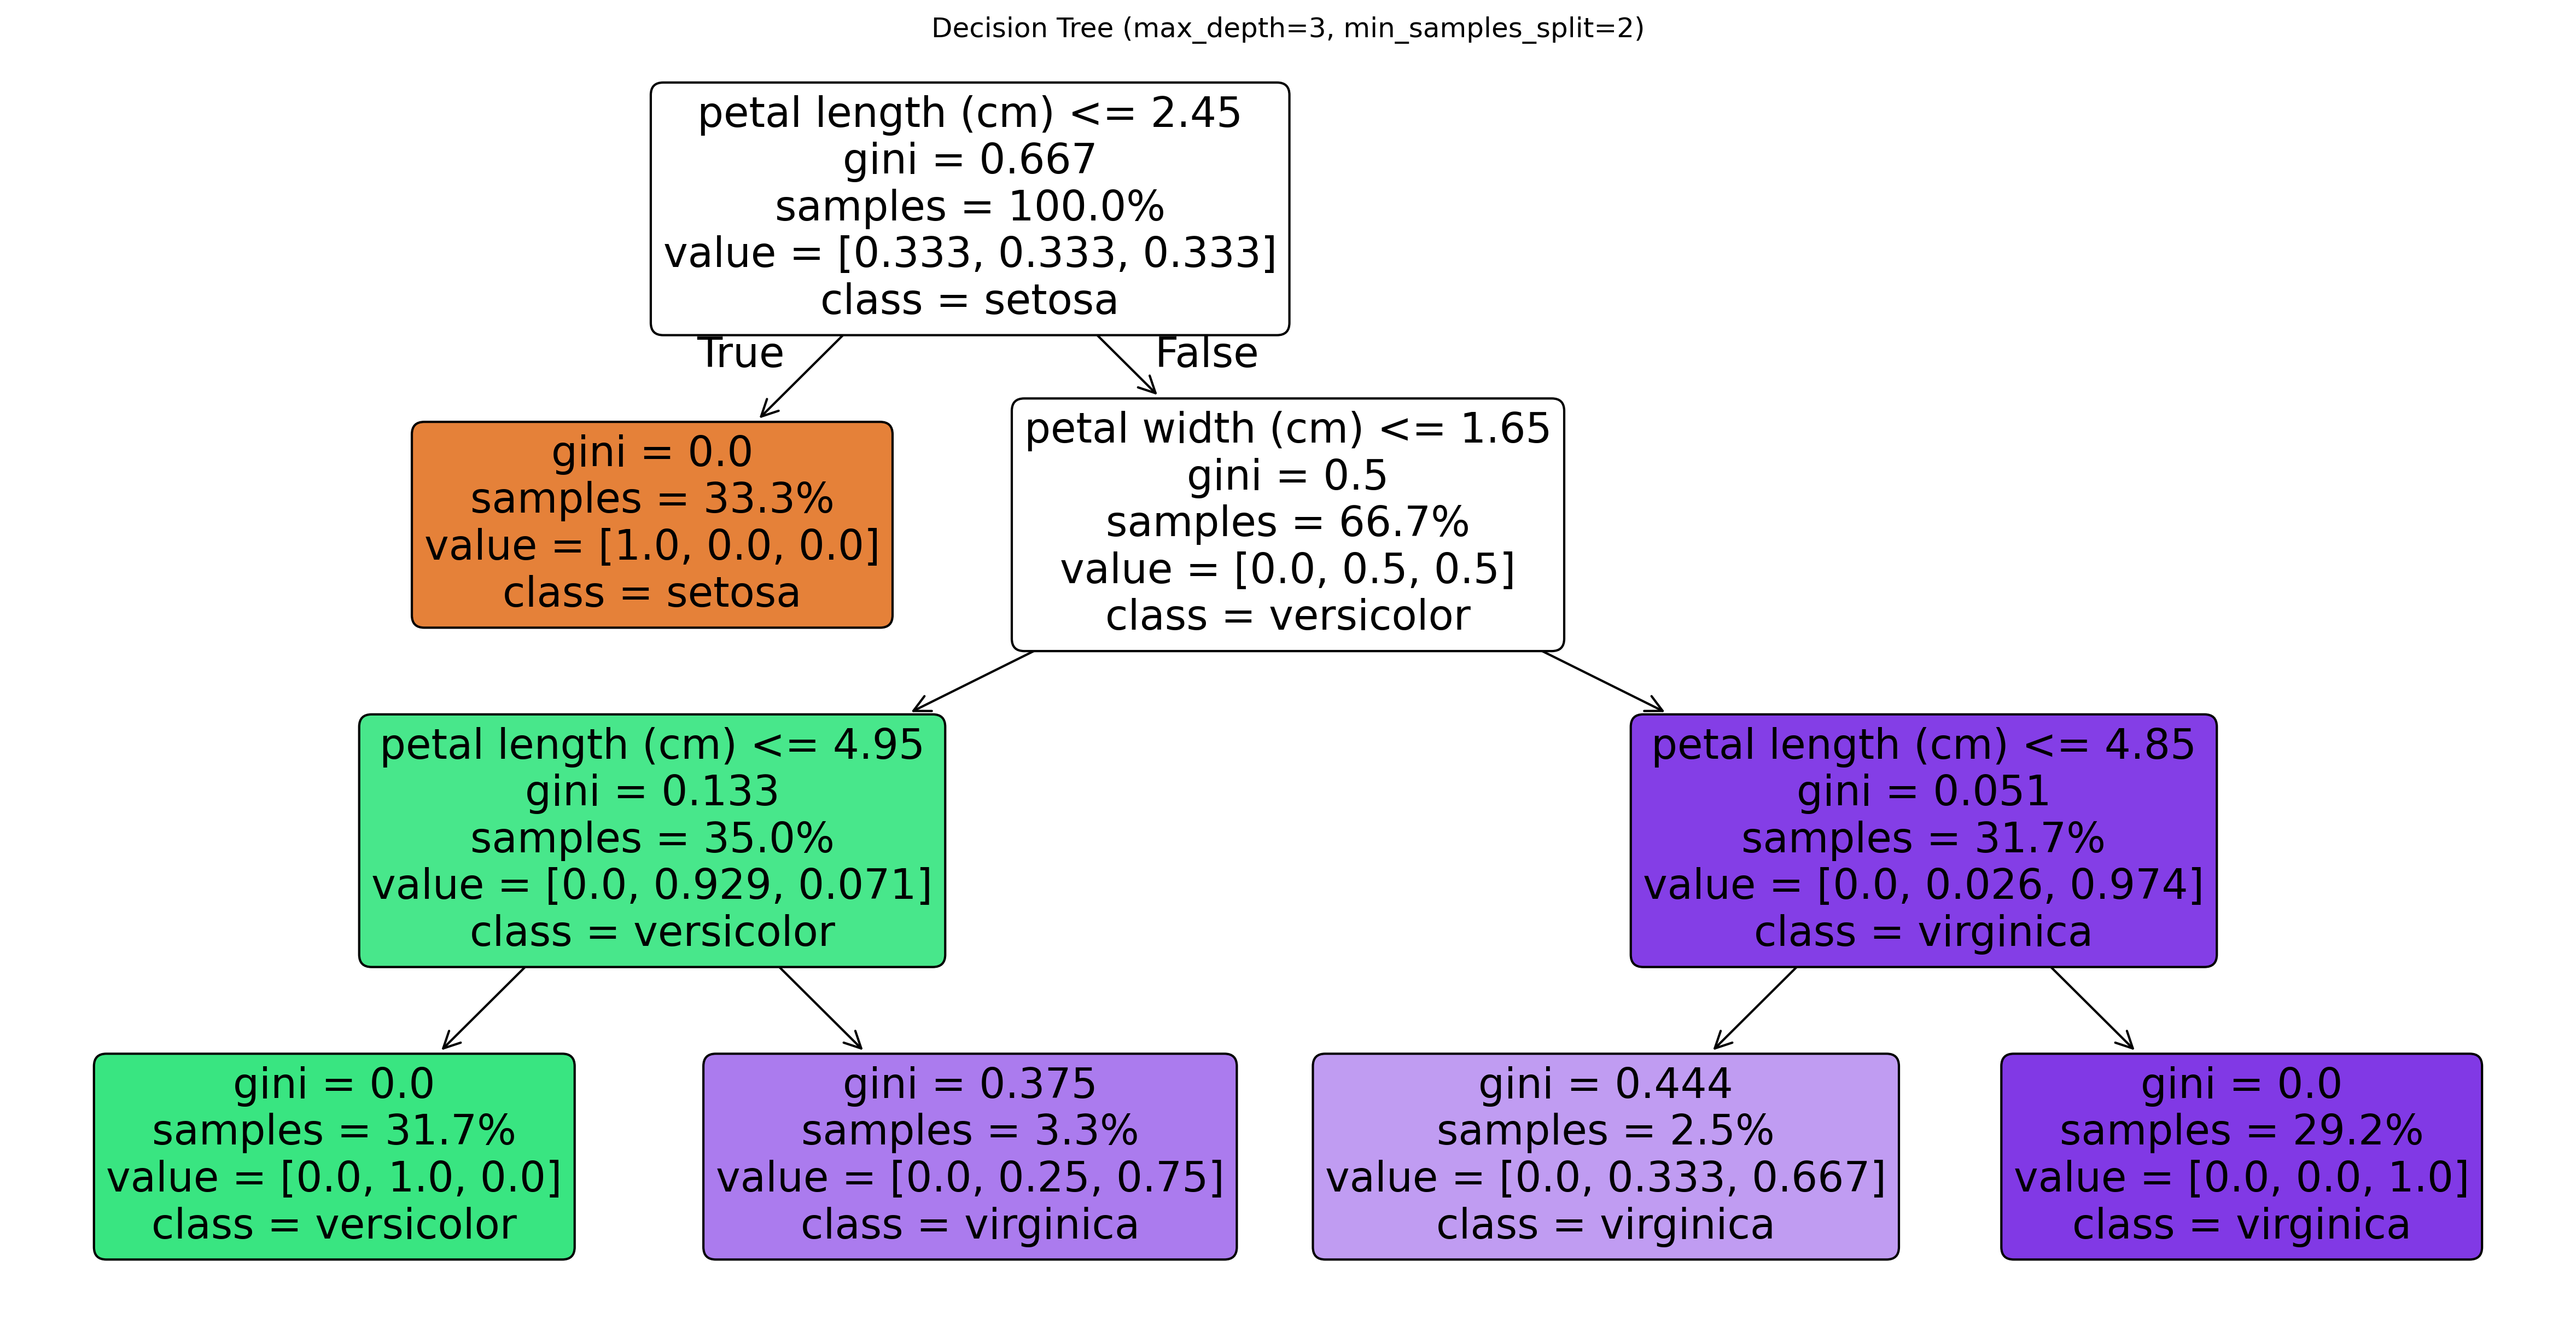 Decision Tree (max_depth=3, min_samples_split=2)
petal length (cm) <= 2.45
gini = 0.667
samples = 100.0%
value = [0.333, 0.333, 0.333]
class = setosa
True
False
gini = 0.0
samples = 33.3%
value = [1.0, 0.0, 0.0]
class = setosa
petal width (cm) <= 1.65
gini = 0.5
samples = 66.7%
value = [0.0, 0.5, 0.5]
class = versicolor
petal length (cm) <= 4.95
gini = 0.133
samples = 35.0%
value = [0.0, 0.929, 0.071]
class = versicolor
petal length (cm) <= 4.85
gini = 0.051
samples = 31.7%
value = [0.0, 0.026, 0.974]
class = virginica
gini = 0.0
samples = 31.7%
value = [0.0, 1.0, 0.0]
class = versicolor
gini = 0.375
samples = 3.3%
value = [0.0, 0.25, 0.75]
class = virginica
gini = 0.444
samples = 2.5%
value = [0.0, 0.333, 0.667]
class = virginica
gini = 0.0
samples = 29.2%
value = [0.0, 0.0, 1.0]
class = virginica